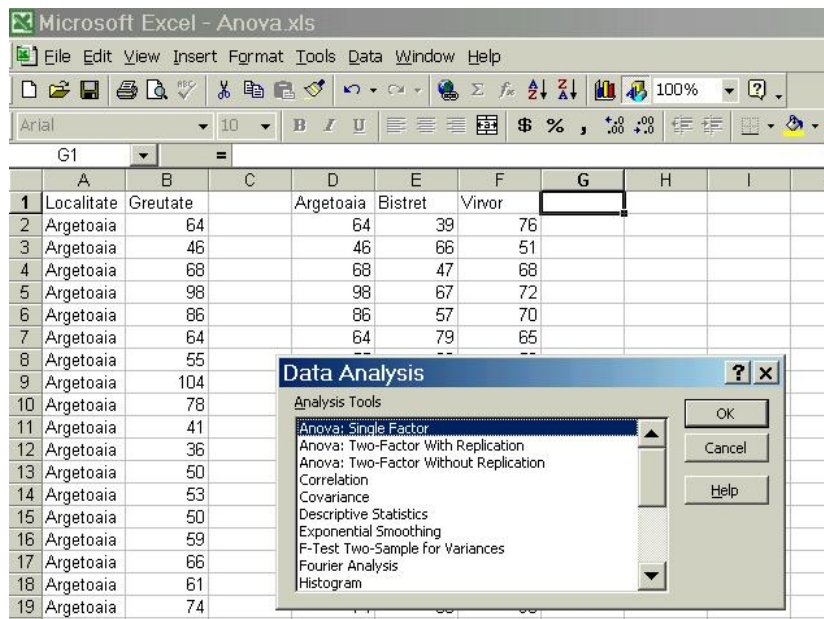 Microsoft Excel - Anova.xls
File Edit View Insert Format Tools Data Window Help
100%
Arial 10 B I U $ % ,
G1 =
A B C D E F G H I
1 Localitate Greutate Argetoaia Bistret Virvor
2 Argetoaia 64 64 39 76
3 Argetoaia 46 46 66 51
4 Argetoaia 68 68 47 68
5 Argetoaia 98 98 67 72
6 Argetoaia 86 86 57 70
7 Argetoaia 64 64 79 65
8 Argetoaia 55
9 Argetoaia 104
10 Argetoaia 78
11 Argetoaia 41
12 Argetoaia 36
13 Argetoaia 50
14 Argetoaia 53
15 Argetoaia 50
16 Argetoaia 59
17 Argetoaia 66
18 Argetoaia 61
19 Argetoaia 74
Data Analysis
Analysis Tools
Anova: Single Factor
Anova: Two-Factor With Replication
Anova: Two-Factor Without Replication
Correlation
Covariance
Descriptive Statistics
Exponential Smoothing
F-Test Two-Sample for Variances
Fourier Analysis
Histogram
OK
Cancel
Help